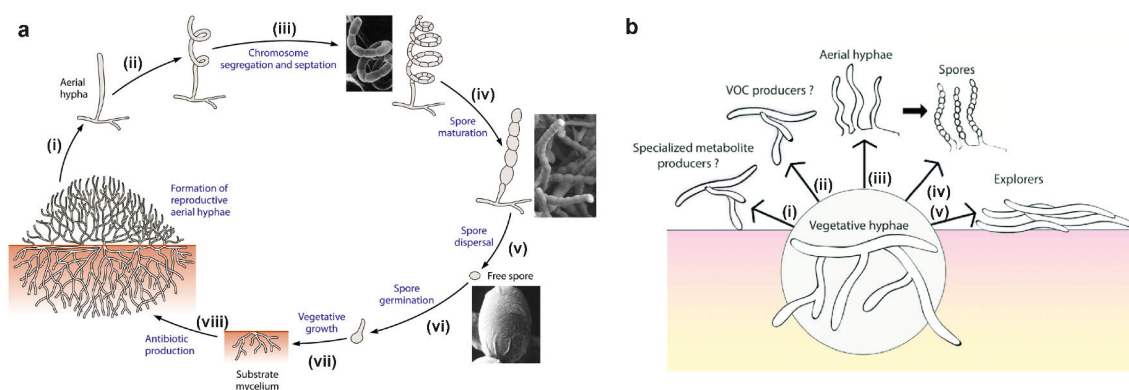 a
(iii)
(ii)
Chromosome
segregation and septation
Aerial
hypha
(iv)
Spore
maturation
(i)
Formation of
reproductive
aerial hyphae
Spore
dispersal
(v)
Free spore
Spore
germination
(vi)
Vegetative
growth
(vii)
(viii)
Antibiotic
production
Substrate
mycelium
b
Aerial hyphae
Spores
VOC producers ?
Specialized metabolite
producers ?
Explorers
(i)
(ii)
(iii)
(iv)
(v)
Vegetative hyphae